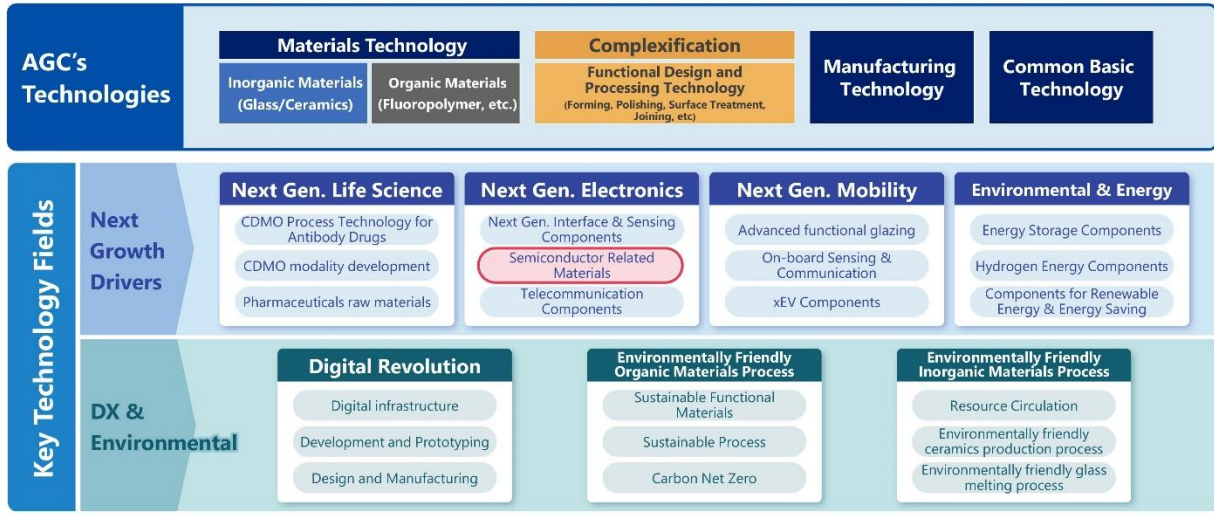 AGC's
Technologies
Materials Technology
Inorganic Materials
(Glass/Ceramics)
Organic Materials
(Fluoropolymer, etc.)
Complexification
Functional Design and
Processing Technology
(Forming, Polishing, Surface Treatment,
Joining, etc)
Manufacturing
Technology
Common Basic
Technology
Key Technology Fields
Next
Growth
Drivers
Next Gen. Life Science
CDMO Process Technology for
Antibody Drugs
CDMO modality development
Pharmaceuticals raw materials
Next Gen. Electronics
Next Gen. Interface & Sensing
Components
Semiconductor Related
Materials
Telecommunication
Components
Next Gen. Mobility
Advanced functional glazing
On-board Sensing &
Communication
xEV Components
Environmental & Energy
Energy Storage Components
Hydrogen Energy Components
Components for Renewable
Energy & Energy Saving
DX &
Environmental
Digital Revolution
Digital infrastructure
Development and Prototyping
Design and Manufacturing
Environmentally Friendly
Organic Materials Process
Sustainable Functional
Materials
Sustainable Process
Carbon Net Zero
Environmentally Friendly
Inorganic Materials Process
Resource Circulation
Environmentally friendly
ceramics production process
Environmentally friendly glass
melting process